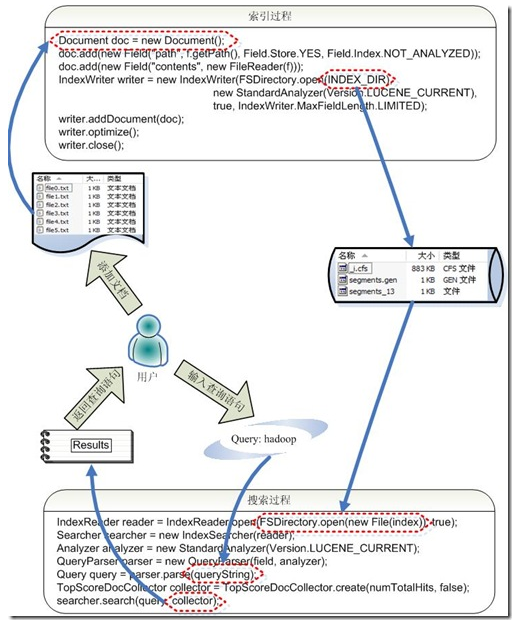 索引过程
Document doc = new Document();
doc.add(new Field("path", f.getPath(), Field.Store.YES, Field.Index.NOT_ANALYZED));
doc.add(new Field("contents", new FileReader(f)));
IndexWriter writer = new IndexWriter(FSDirectory.open(INDEX_DIR),
new StandardAnalyzer(Version.LUCENE_CURRENT),
true, IndexWriter.MaxFieldLength.LIMITED);
writer.addDocument(doc);
writer.optimize();
writer.close();
名称 大... 类型
file0.txt 1 KB 文本文档
file1.txt 1 KB 文本文档
file2.txt 1 KB 文本文档
file3.txt 1 KB 文本文档
file4.txt 1 KB 文本文档
file5.txt 1 KB 文本文档
名称 大小 类型
_i.cfs 883 KB CFS 文件
segments.gen 1 KB GEN 文件
segments_13 1 KB 文件
添加文档
用户
返回查询语句
输入查询语句
Results
Query: hadoop
搜索过程
IndexReader reader = IndexReader.open(FSDirectory.open(new File(index)), true);
Searcher searcher = new IndexSearcher(reader);
Analyzer analyzer = new StandardAnalyzer(Version.LUCENE_CURRENT);
QueryParser parser = new QueryParser(field, analyzer);
Query query = parser.parse(queryString);
TopScoreDocCollector collector = TopScoreDocCollector.create(numTotalHits, false);
searcher.search(query, collector);